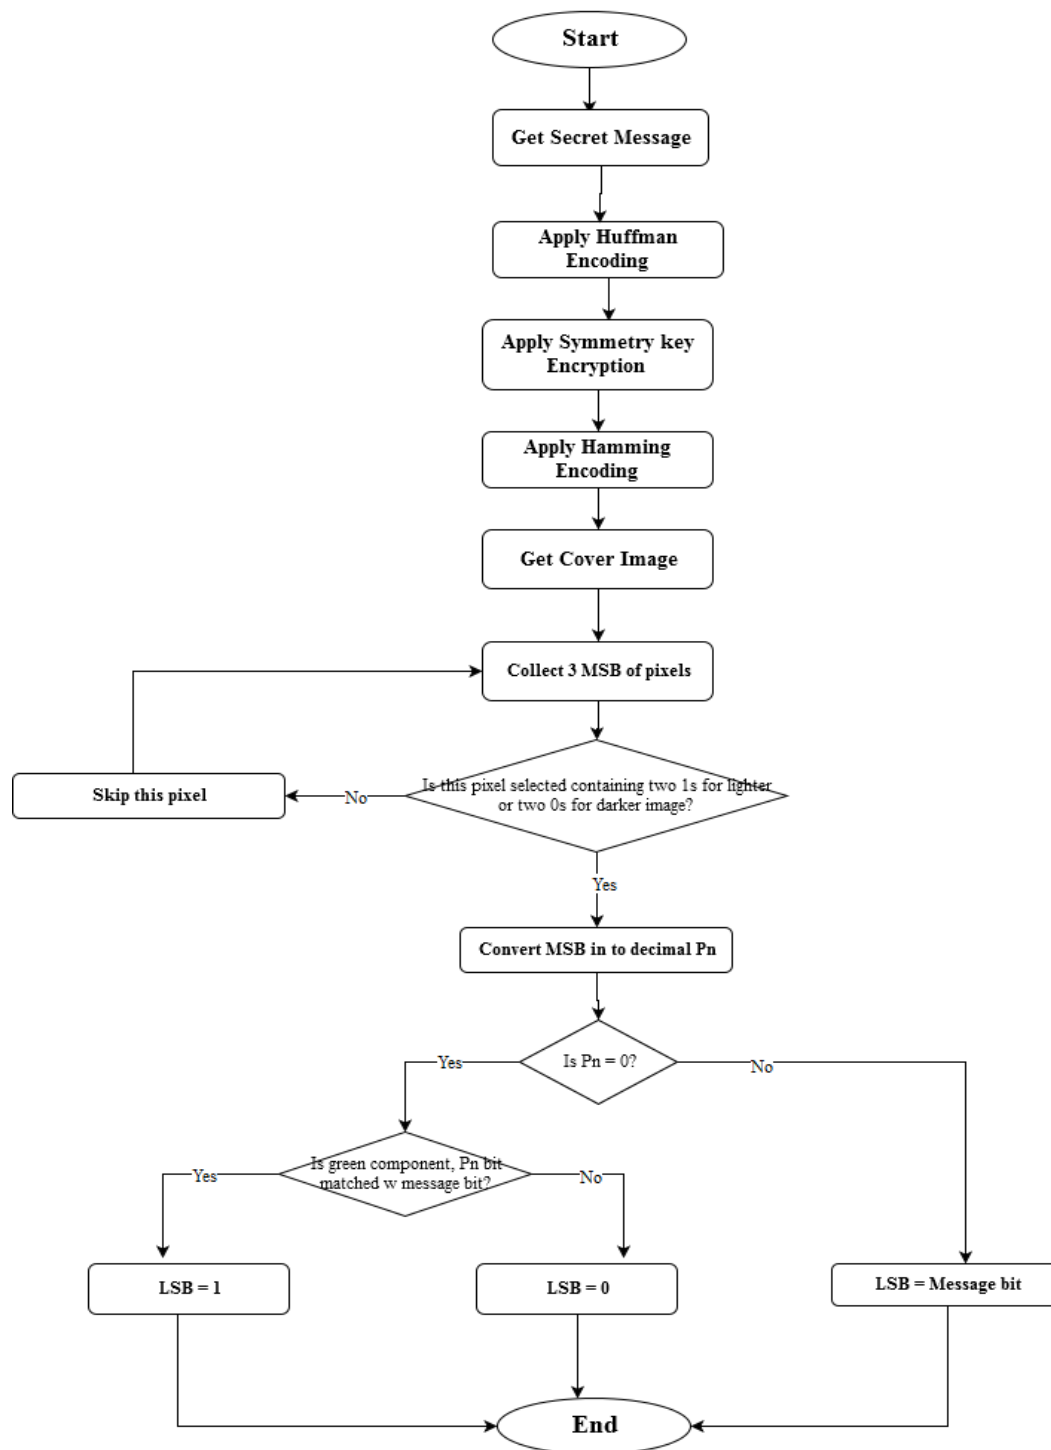 Start
Get Secret Message
Apply Huffman
Encoding
Apply Symmetry key
Encryption
Apply Hamming
Encoding
Get Cover Image
Collect 3 MSB of pixels
Is this pixel selected containing two 1s for lighter
or two 0s for darker image?
No
Skip this pixel
Yes
Convert MSB in to decimal Pn
Is Pn = 0?
Yes
No
Is green component, Pn bit
matched w message bit?
Yes
No
LSB = 1
LSB = 0
LSB = Message bit
End